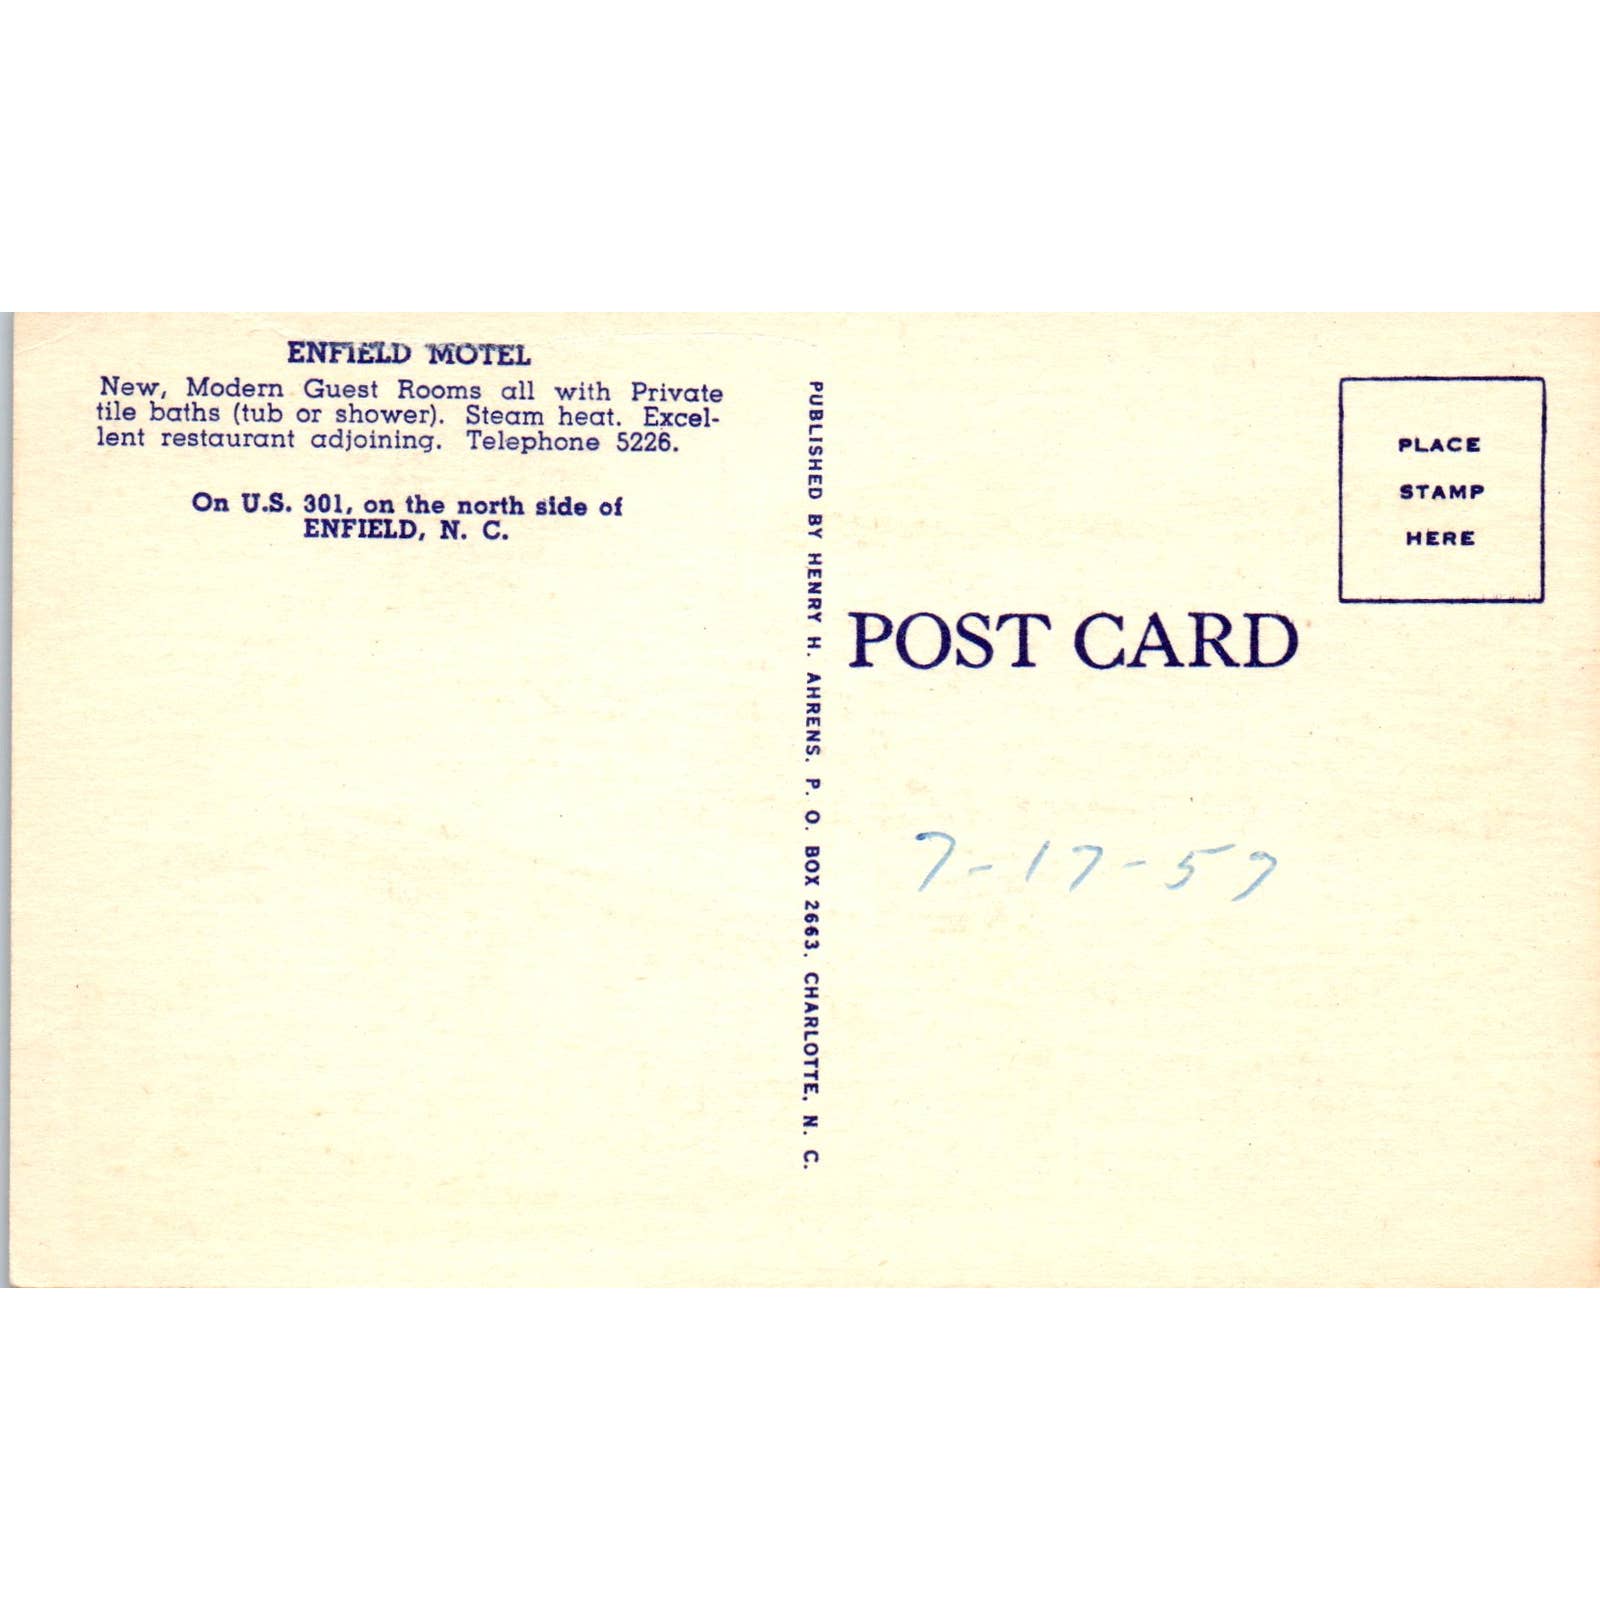 ENFIELD MOTEL
New, Modern Guest Rooms all with Private
tile baths (tub or shower). Steam heat. Excel-
lent restaurant adjoining. Telephone 5226.
On U.S. 301, on the north side of
ENFIELD, N. C.
PUBLISHED BY HENRY H. AHRENS. P. O. BOX 2663. CHARLOTTE, N. C.
PLACE
STAMP
HERE
POST CARD
7-17-57